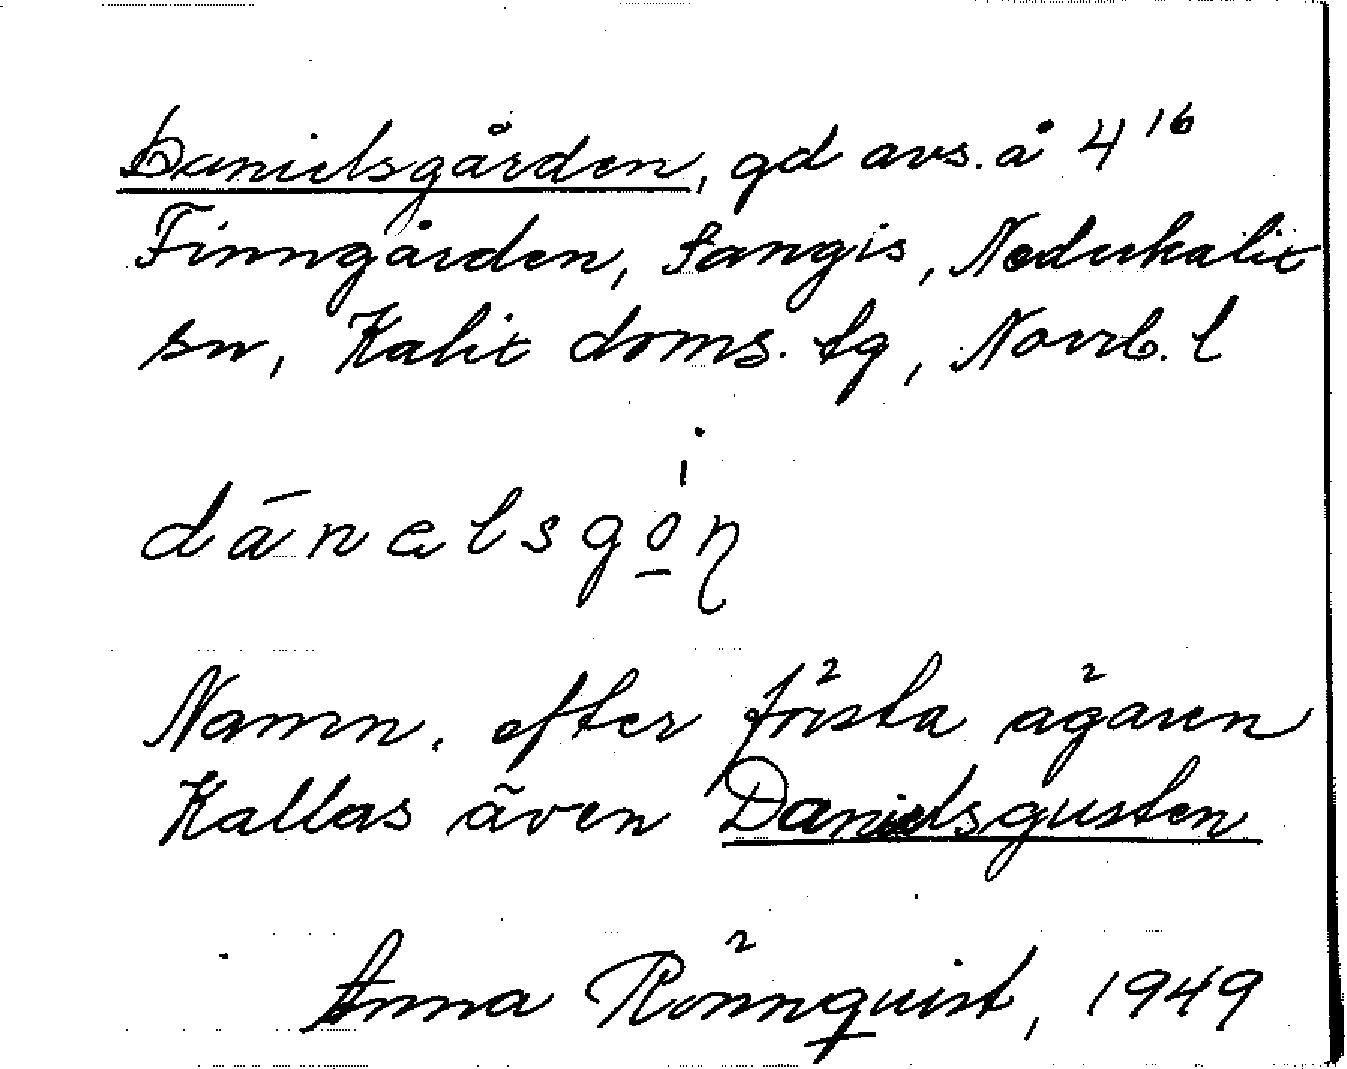 Danielsgården, gd avs. å 4¹⁶
Finngården, Sangis, Nederkalix
sn, Kalix doms. tg, Norrb. l
dānɑlsgo̱ṇ
Namn. efter första ägaren
Kallas även Danielsgusten
Anna Rönnquist, 1949